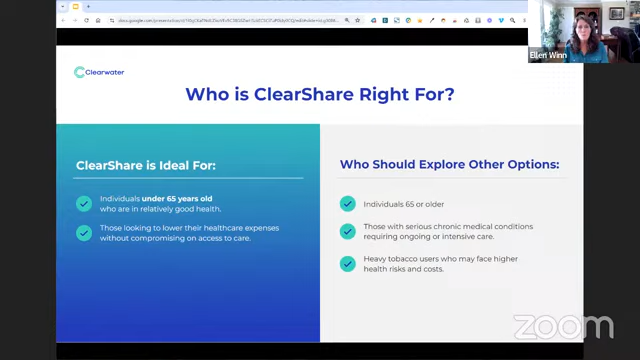 Ellen Winn
Clearwater
Who is ClearShare Right For?
ClearShare is Ideal For:
Individuals under 65 years old
who are in relatively good health.
Those looking to lower their healthcare expenses
without compromising on access to care.
Who Should Explore Other Options:
Individuals 65 or older
Those with serious chronic medical conditions
requiring ongoing or intensive care.
Heavy tobacco users who may face higher
health risks and costs.
zoom